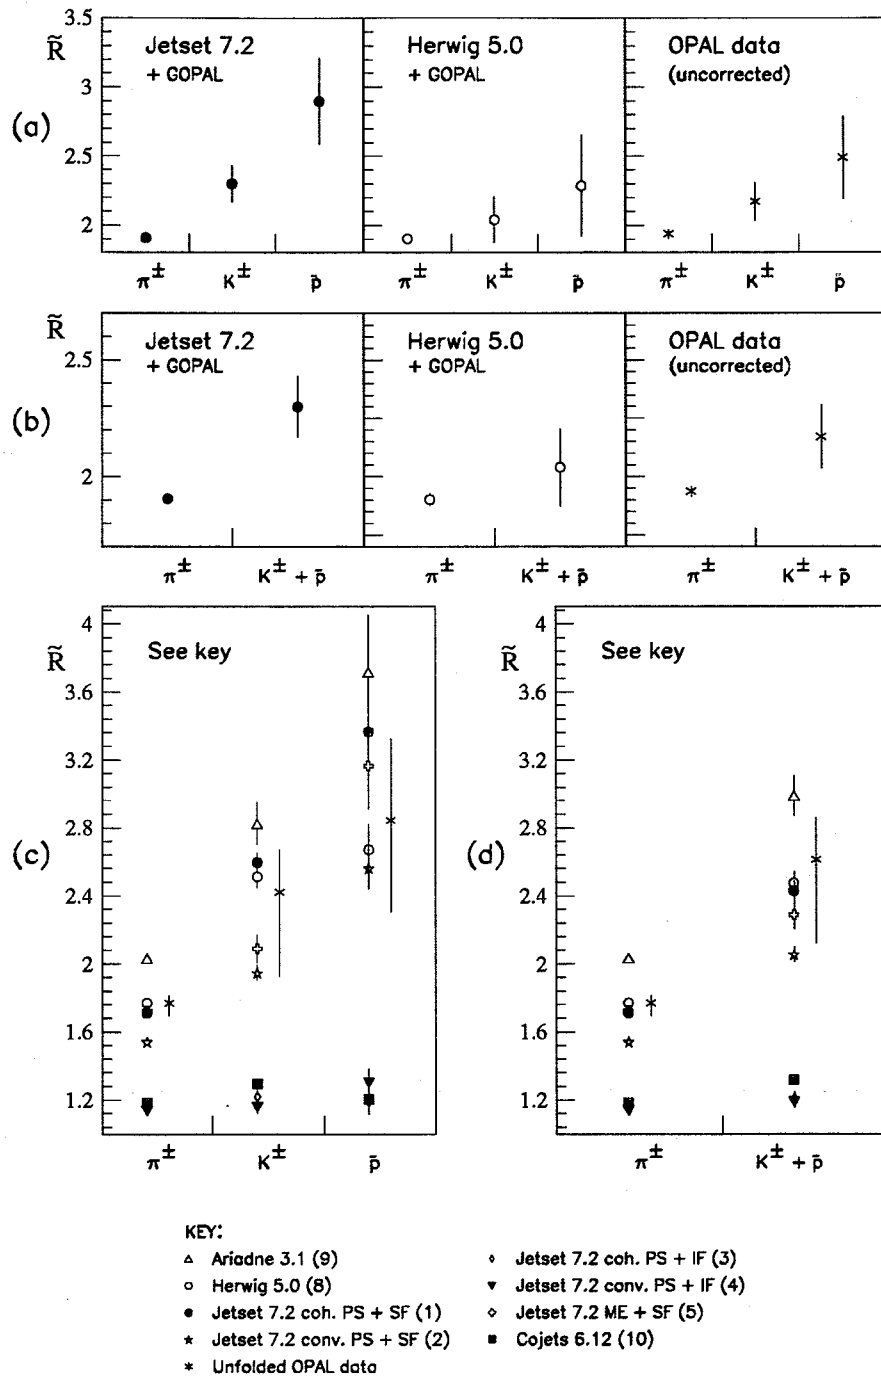 (a)
R̃
3.5
3
2.5
2
Jetset 7.2
+ GOPAL
Herwig 5.0
+ GOPAL
OPAL data
(uncorrected)
π± K± p̄
π± K± p̄
π± K± p̄
(b)
R̃
2.5
2
Jetset 7.2
+ GOPAL
Herwig 5.0
+ GOPAL
OPAL data
(uncorrected)
π± K± + p̄
π± K± + p̄
π± K± + p̄
(c)
R̃
4
3.6
3.2
2.8
2.4
2
1.6
1.2
See key
π± K± p̄
(d)
R̃
4
3.6
3.2
2.8
2.4
2
1.6
1.2
See key
π± K± + p̄
KEY:
△ Ariadne 3.1 (9)
○ Herwig 5.0 (8)
● Jetset 7.2 coh. PS + SF (1)
☆ Jetset 7.2 conv. PS + SF (2)
* Unfolded OPAL data
◇ Jetset 7.2 coh. PS + IF (3)
▼ Jetset 7.2 conv. PS + IF (4)
◇ Jetset 7.2 ME + SF (5)
■ Cojets 6.12 (10)